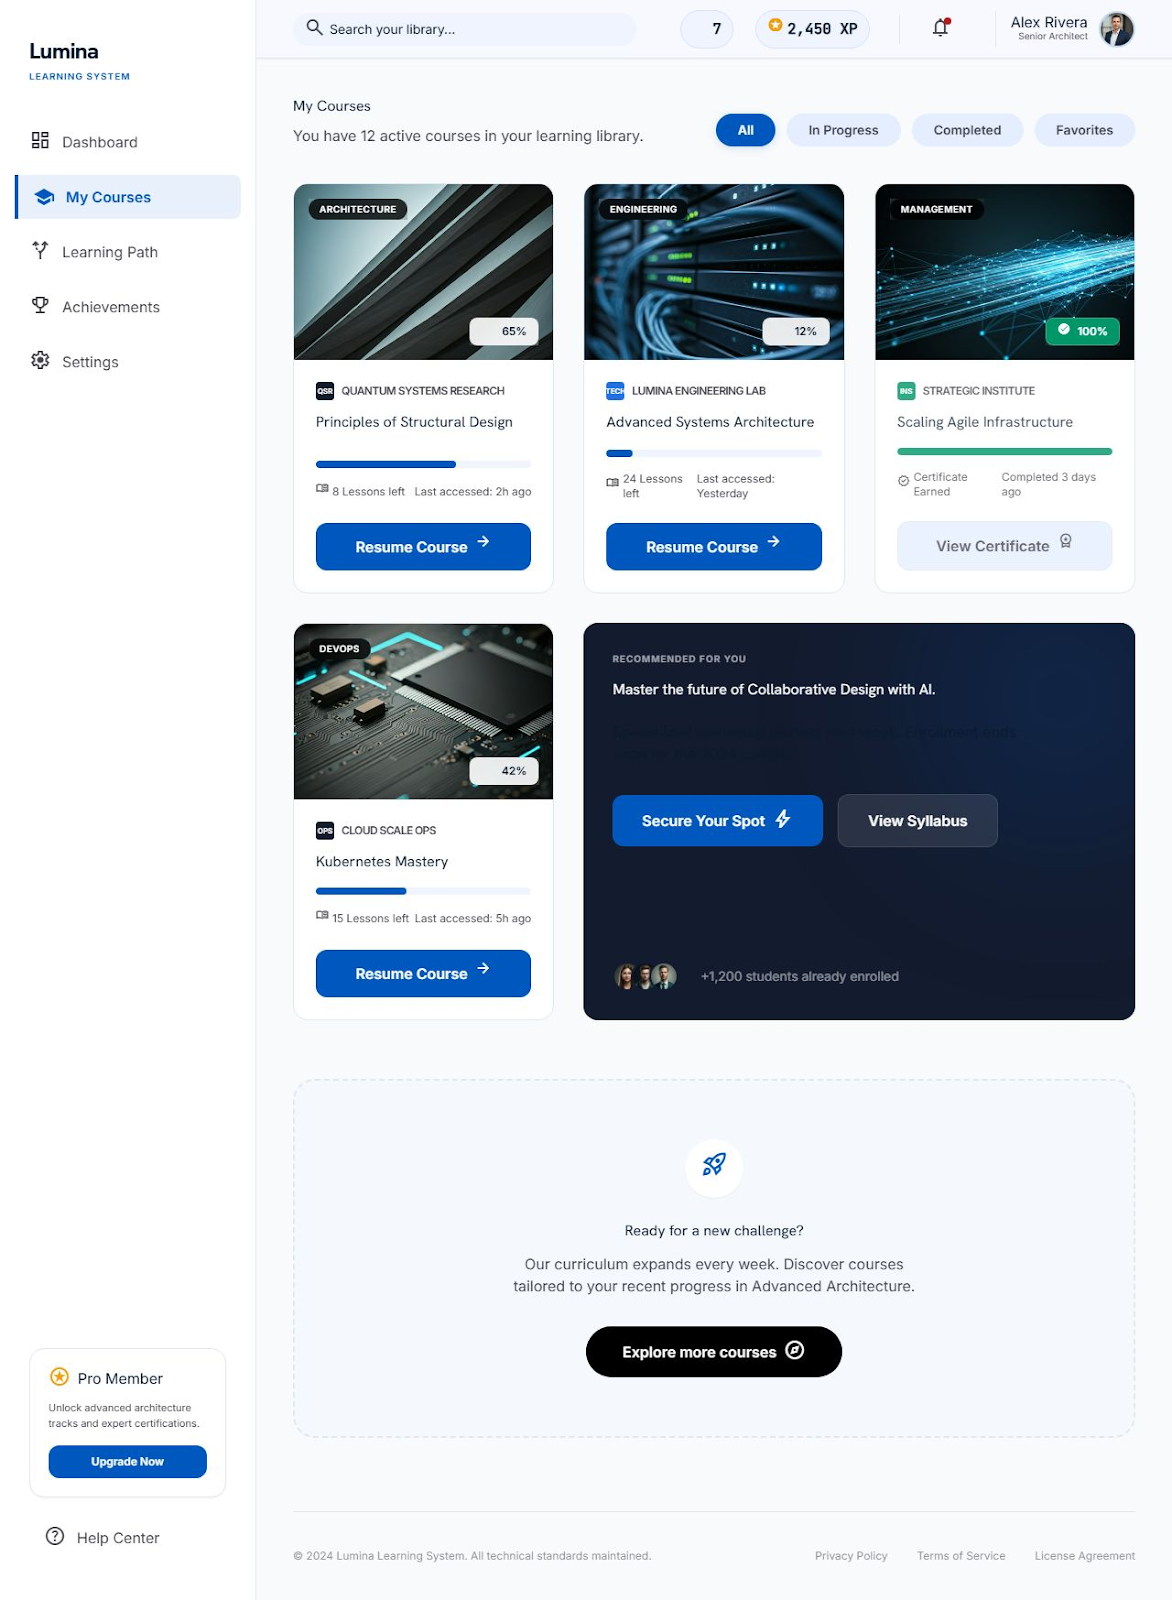 Lumina
LEARNING SYSTEM
Dashboard
My Courses
Learning Path
Achievements
Settings
Pro Member
Unlock advanced architecture
tracks and expert certifications.
Upgrade Now
Help Center
Search your library...
7
2,450 XP
Alex Rivera
Senior Architect
My Courses
You have 12 active courses in your learning library.
All
In Progress
Completed
Favorites
ARCHITECTURE
65%
QSR QUANTUM SYSTEMS RESEARCH
Principles of Structural Design
8 Lessons left
Last accessed: 2h ago
Resume Course
ENGINEERING
12%
TECH LUMINA ENGINEERING LAB
Advanced Systems Architecture
24 Lessons
left
Last accessed:
Yesterday
Resume Course
MANAGEMENT
100%
INS STRATEGIC INSTITUTE
Scaling Agile Infrastructure
Certificate
Earned
Completed 3 days
ago
View Certificate
DEVOPS
42%
OPS CLOUD SCALE OPS
Kubernetes Mastery
15 Lessons left
Last accessed: 5h ago
Resume Course
RECOMMENDED FOR YOU
Master the future of Collaborative Design with AI.
Enrollment ends
Secure Your Spot
View Syllabus
+1,200 students already enrolled
Ready for a new challenge?
Our curriculum expands every week. Discover courses
tailored to your recent progress in Advanced Architecture.
Explore more courses
© 2024 Lumina Learning System. All technical standards maintained.
Privacy Policy
Terms of Service
License Agreement